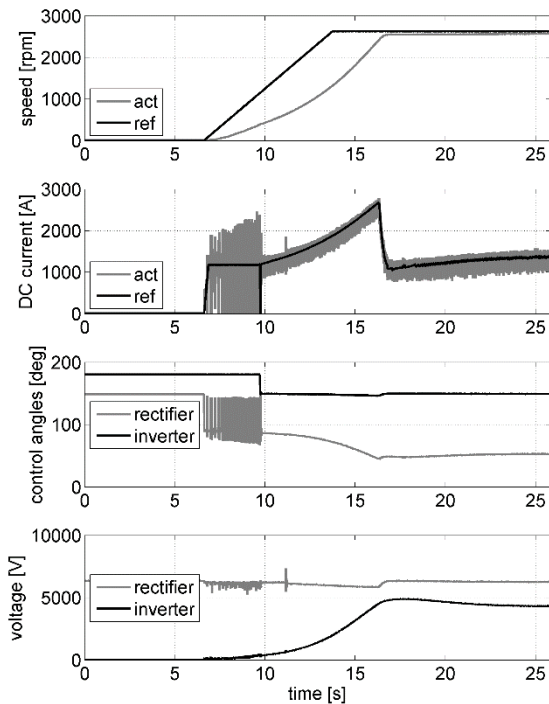 3000
2000
1000
0
speed [rpm]
act
ref
0 5 10 15 20 25
3000
2000
1000
0
DC current [A]
act
ref
0 5 10 15 20 25
200
100
0
control angles [deg]
rectifier
inverter
0 5 10 15 20 25
10000
5000
0
voltage [V]
rectifier
inverter
0 5 10 15 20 25
time [s]